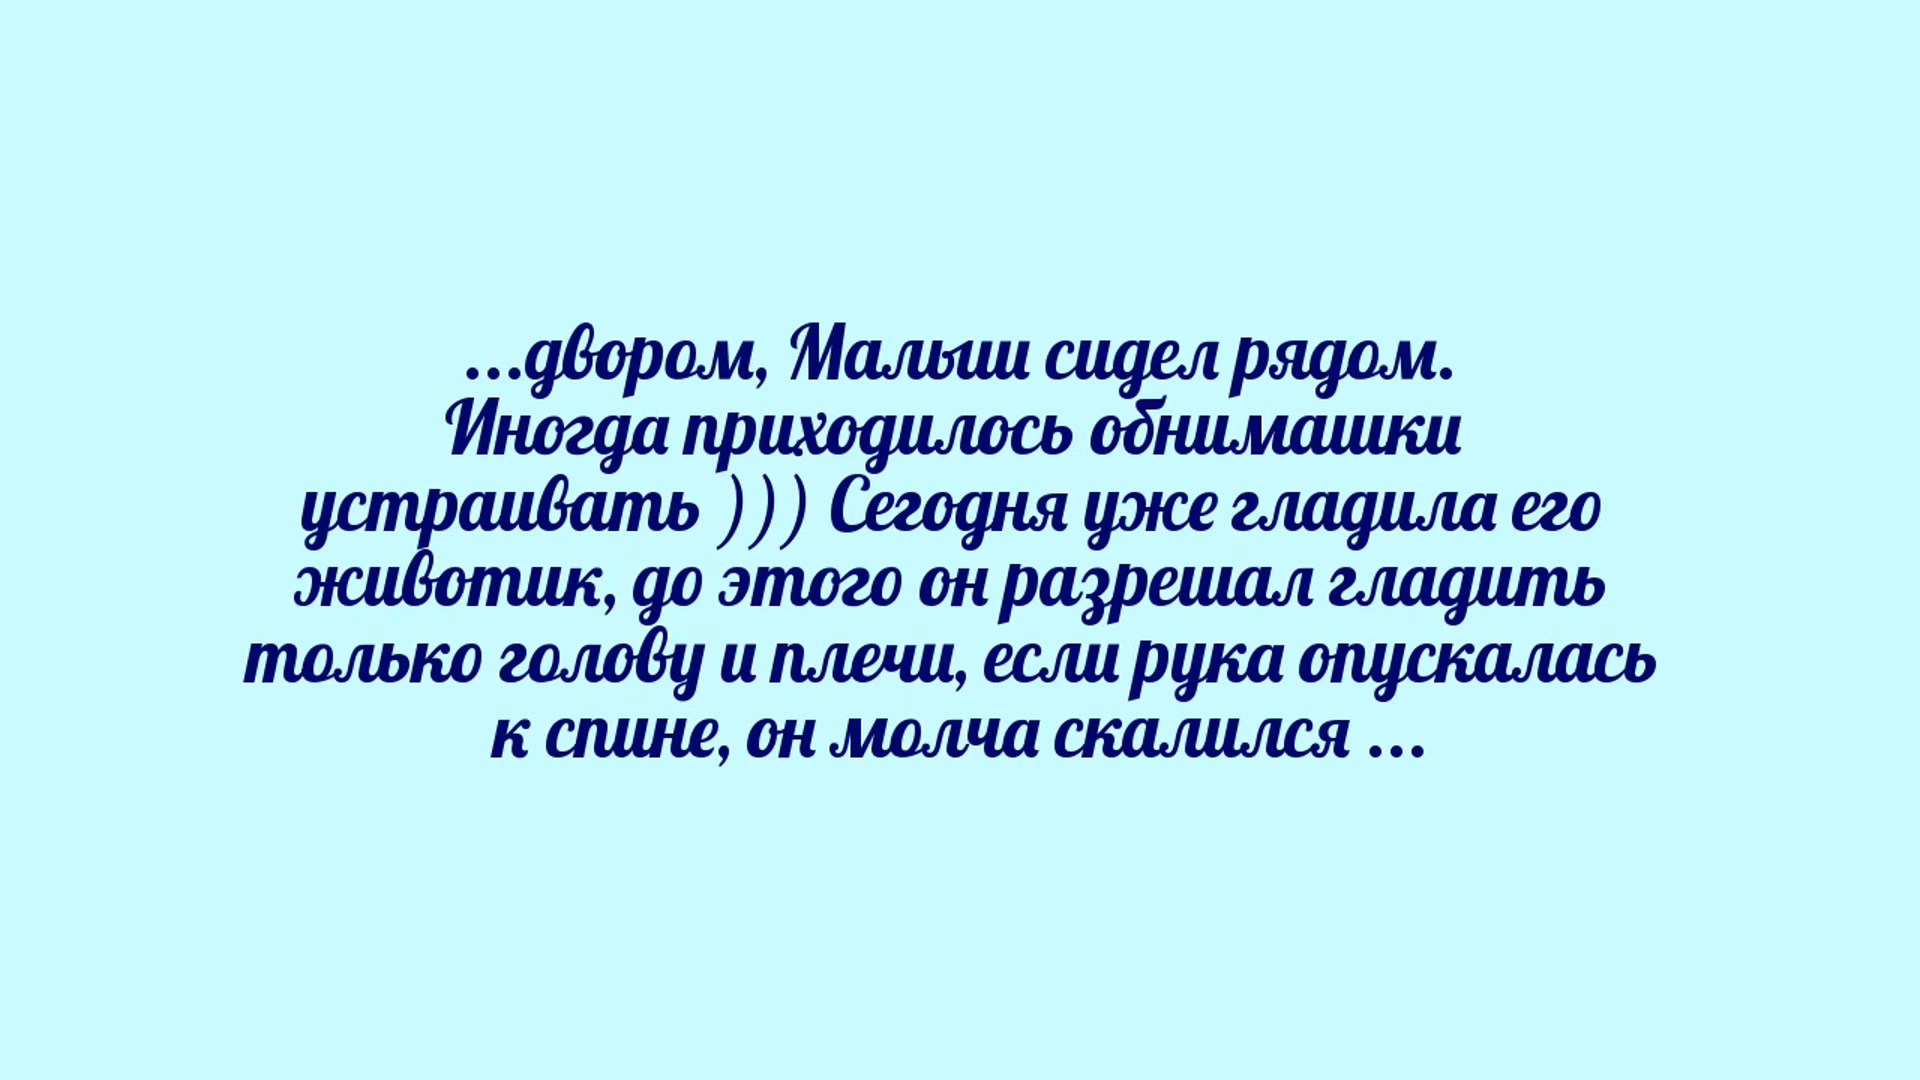 ...двором, Малыш сидел рядом.
Иногда приходилось обнимашки
устраивать ))) Сегодня уже гладила его
животик, до этого он разрешал гладить
только голову и плечи, если рука опускалась
к спине, он молча скалился ...